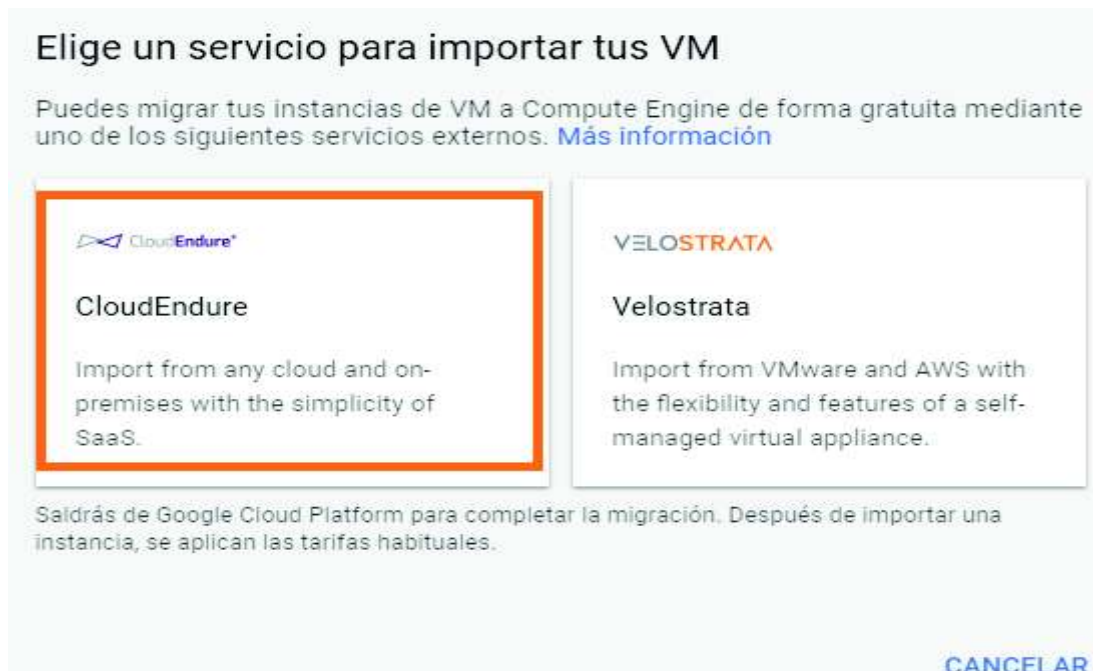 Elige un servicio para importar tus VM
Puedes migrar tus instancias de VM a Compute Engine de forma gratuita mediante
uno de los siguientes servicios externos. Más información
CloudEndure
CloudEndure
Import from any cloud and on-
premises with the simplicity of
SaaS.
VELOSTRATA
Velostrata
Import from VMware and AWS with
the flexibility and features of a self-
managed virtual appliance.
Saldrás de Google Cloud Platform para completar la migración. Después de importar una
instancia, se aplican las tarifas habituales.
CANCELAR